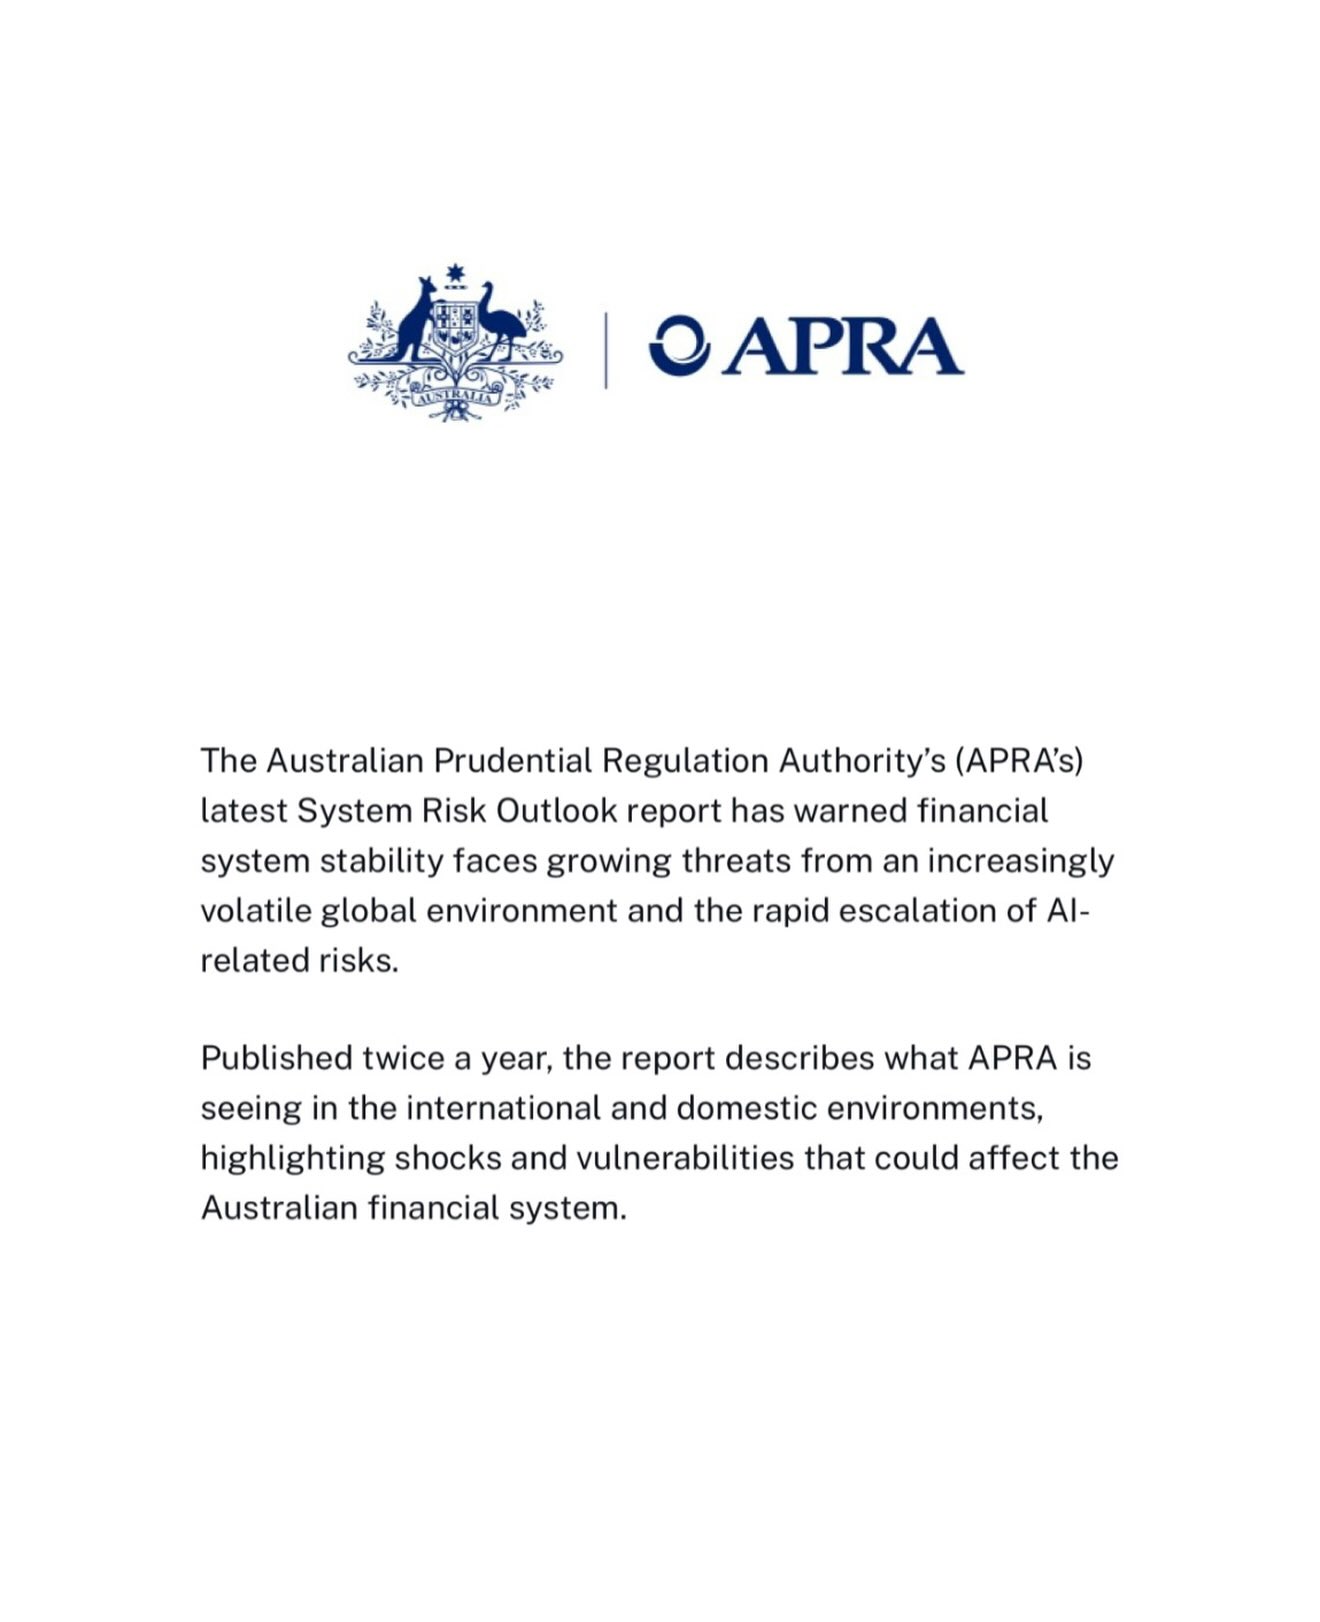 AUSTRALIA
APRA
The Australian Prudential Regulation Authority’s (APRA’s)
latest System Risk Outlook report has warned financial
system stability faces growing threats from an increasingly
volatile global environment and the rapid escalation of AI-
related risks.
Published twice a year, the report describes what APRA is
seeing in the international and domestic environments,
highlighting shocks and vulnerabilities that could affect the
Australian financial system.